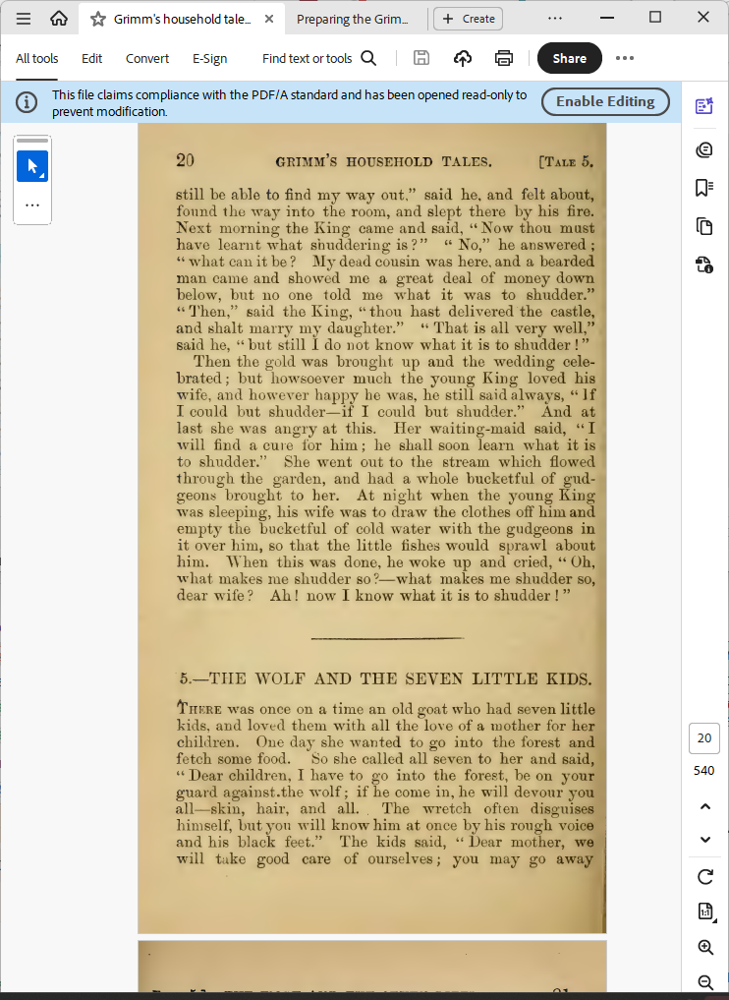 Grimm's household tale...
Preparing the Grim...
+ Create
...
All tools
Edit
Convert
E-Sign
Find text or tools
Share
...
This file claims compliance with the PDF/A standard and has been opened read-only to
prevent modification.
Enable Editing
...
20 GRIMM'S HOUSEHOLD TALES. [TALE 5.
still be able to find my way out,” said he, and felt about,
found the way into the room, and slept there by his fire.
Next morning the King came and said, “Now thou must
have learnt what shuddering is?” “No,” he answered;
“what can it be? My dead cousin was here, and a bearded
man came and showed me a great deal of money down
below, but no one told me what it was to shudder.”
“Then,” said the King, “thou hast delivered the castle,
and shalt marry my daughter.” “That is all very well,”
said he, “but still I do not know what it is to shudder!”
Then the gold was brought up and the wedding cele-
brated; but howsoever much the young King loved his
wife, and however happy he was, he still said always, “If
I could but shudder—if I could but shudder.” And at
last she was angry at this. Her waiting-maid said, “I
will find a cure for him; he shall soon learn what it is
to shudder.” She went out to the stream which flowed
through the garden, and had a whole bucketful of gud-
geons brought to her. At night when the young King
was sleeping, his wife was to draw the clothes off him and
empty the bucketful of cold water with the gudgeons in
it over him, so that the little fishes would sprawl about
him. When this was done, he woke up and cried, “Oh,
what makes me shudder so?—what makes me shudder so,
dear wife? Ah! now I know what it is to shudder!”
5.—THE WOLF AND THE SEVEN LITTLE KIDS.
THERE was once on a time an old goat who had seven little
kids, and loved them with all the love of a mother for her
children. One day she wanted to go into the forest and
fetch some food. So she called all seven to her and said,
“Dear children, I have to go into the forest, be on your
guard against.the wolf; if he come in, he will devour you
all—skin, hair, and all. The wretch often disguises
himself, but you will know him at once by his rough voice
and his black feet.” The kids said, “Dear mother, we
will take good care of ourselves; you may go away
20
540
1:1